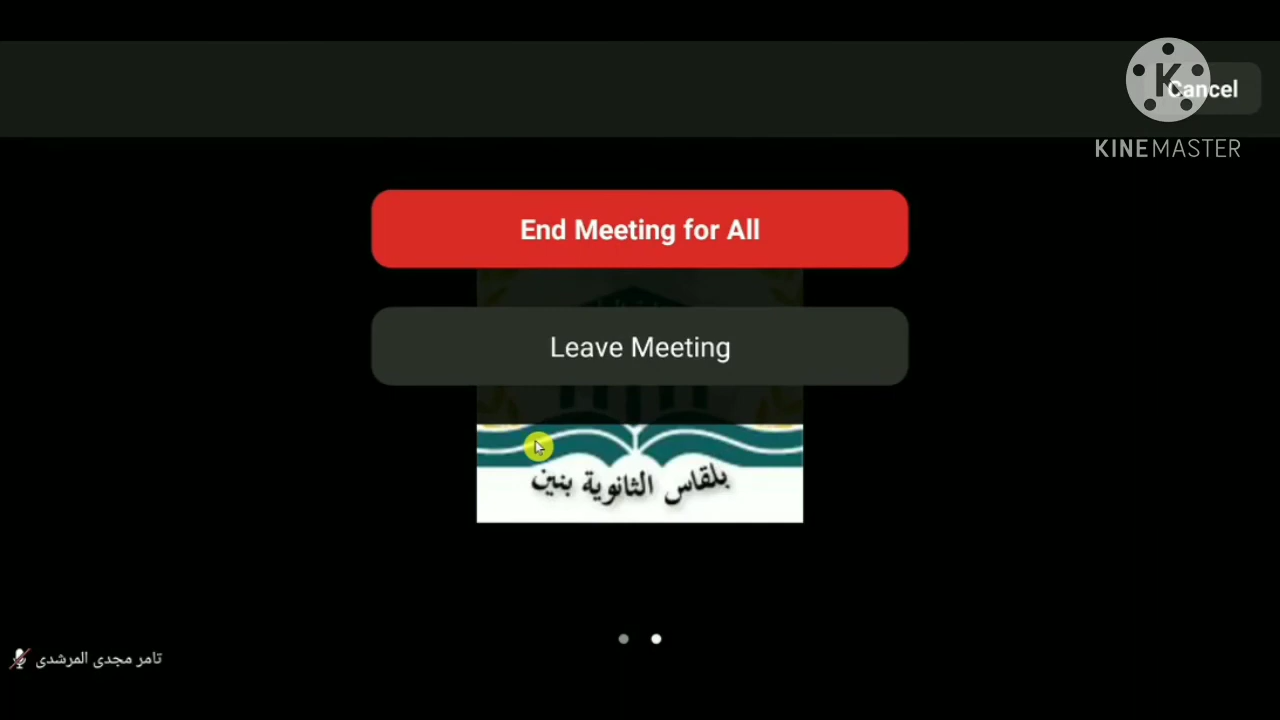 Cancel
KINEMASTER
End Meeting for All
Leave Meeting
بلقاس الثانوية بنين
تامر مجدى المرشدى